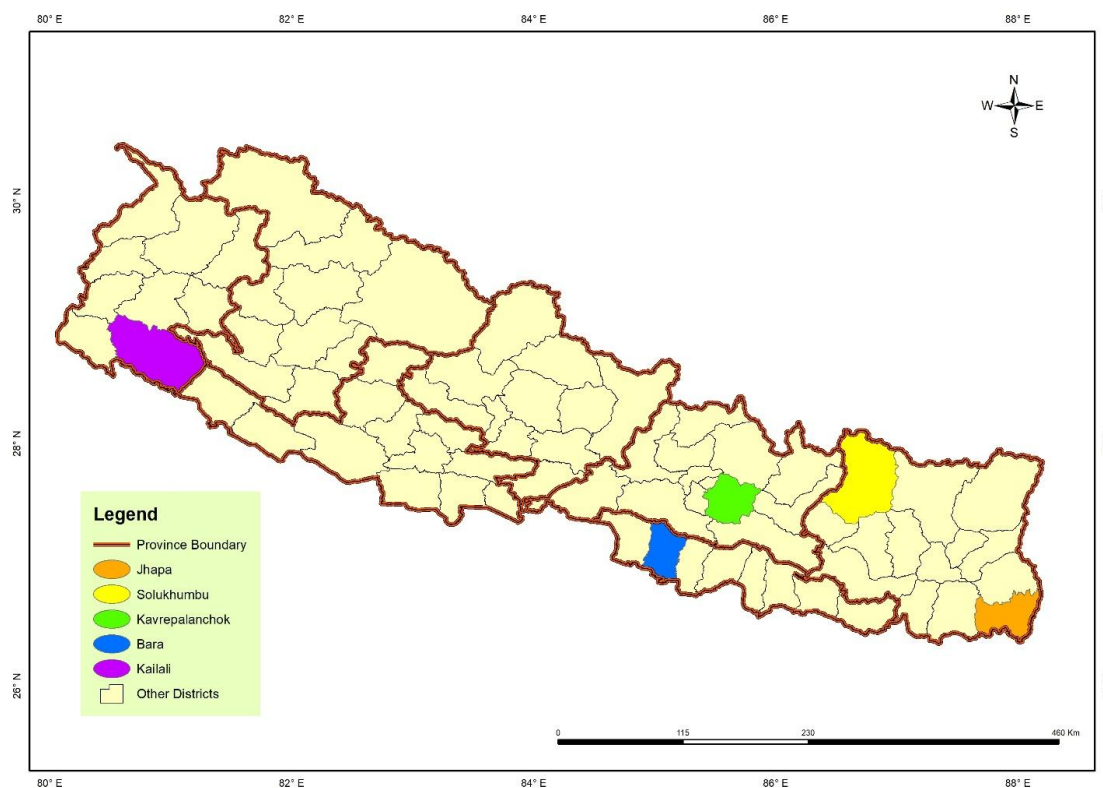 80° E 82° E 84° E 86° E 88° E
N
W E
S
30° N
28° N
26° N
Legend
Province Boundary
Jhapa
Solukhumbu
Kavrepalanchok
Bara
Kailali
Other Districts
0 115 230 460 Km
80° E 82° E 84° E 86° E 88° E